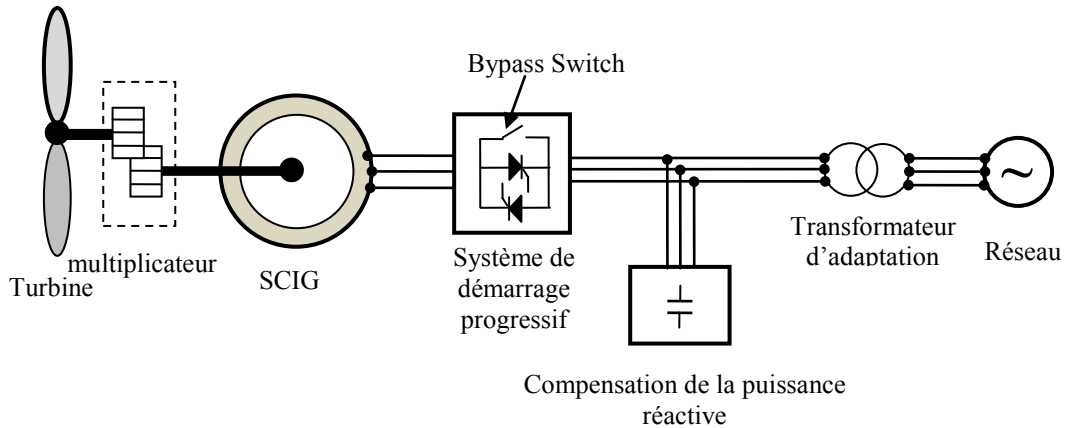 Bypass Switch
Turbine
multiplicateur
SCIG
Système de
démarrage
progressif
Transformateur
d'adaptation
Réseau
~
Compensation de la puissance
réactive